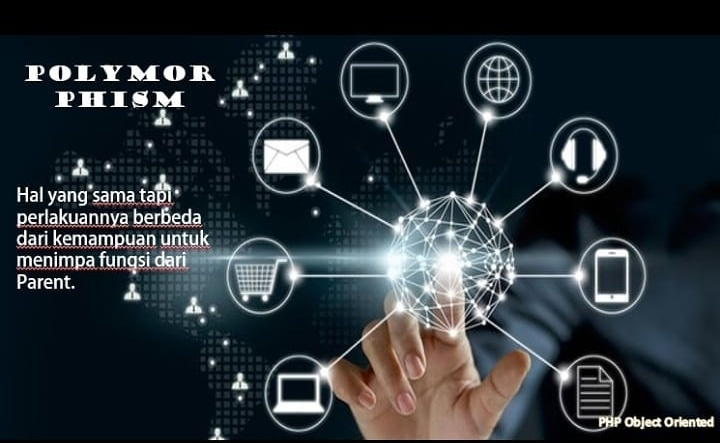 POLYMOR
PHISM
Hal yang sama tapi
perlakuannya berbeda
dari kemampuan untuk
menimpa fungsi dari
Parent.
PHP Object Oriented